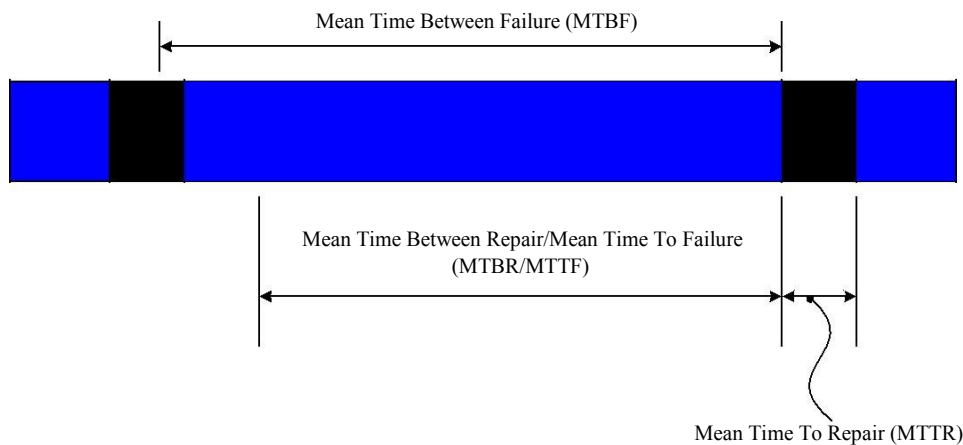 Mean Time Between Failure (MTBF)
Mean Time Between Repair/Mean Time To Failure
(MTBR/MTTF)
Mean Time To Repair (MTTR)